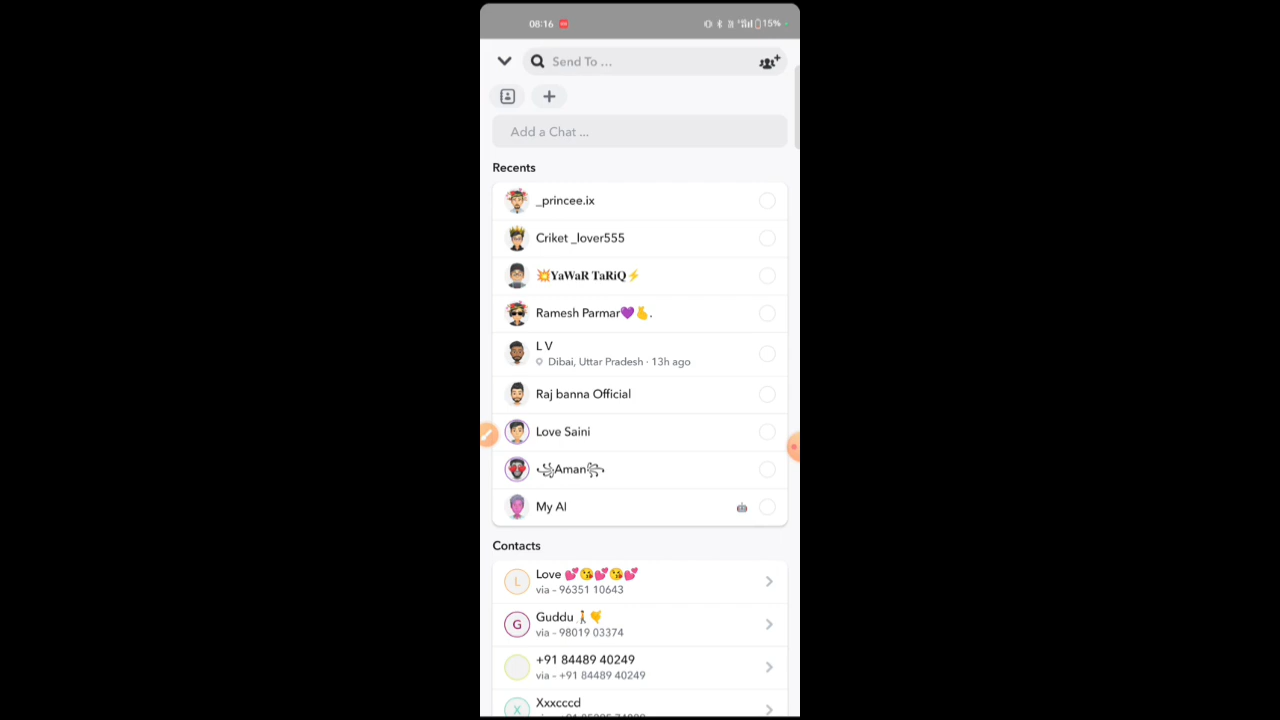 08:16 15%
Send To ...
Add a Chat ...
Recents
_princee.ix
Criket _lover555
💥YaWaR TaRiQ⚡
Ramesh Parmar💜🫰.
L V
Dibai, Uttar Pradesh · 13h ago
Raj banna Official
Love Saini
꧁Aman꧂
My AI
Contacts
L Love 💕😘💕😘💕
via - 96351 10643
G Guddu🚶🤙
via - 98019 03374
+91 84489 40249
via - +91 84489 40249
X Xxxcccd